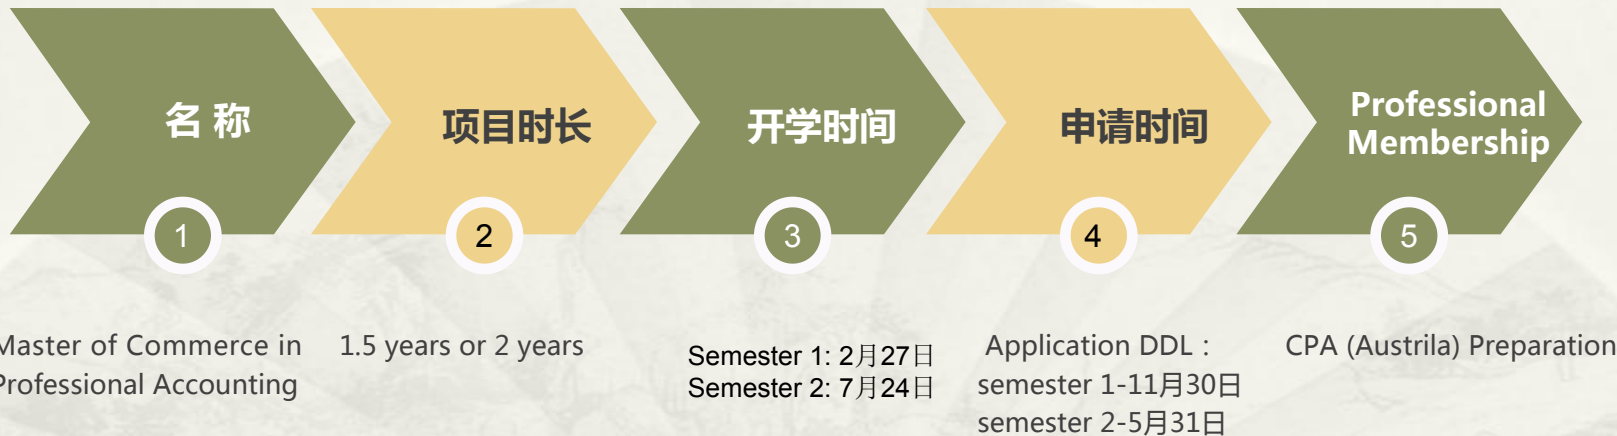 名 称
项目时长
开学时间
申请时间
Professional
Membership
1
2
3
4
5
Master of Commerce in
Professional Accounting
1.5 years or 2 years
Semester 1: 2月27日
Semester 2: 7月24日
Application DDL：
semester 1-11月30日
semester 2-5月31日
CPA (Austrila) Preparation